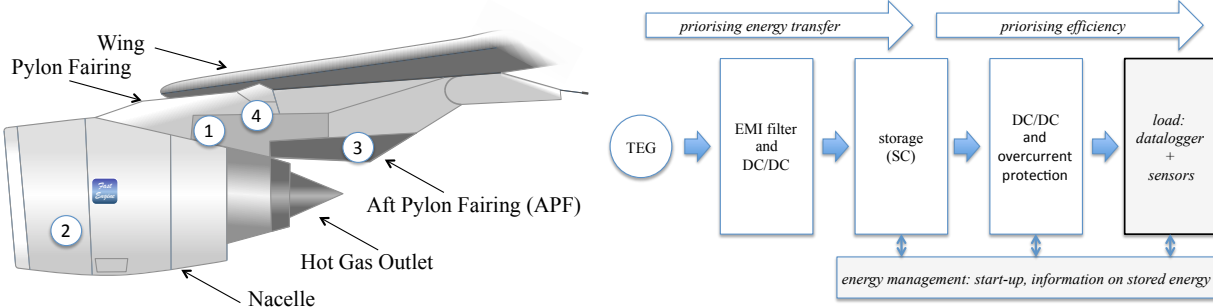 Wing
Pylon Fairing
4
1
3
Fast
Engine
2
Aft Pylon Fairing (APF)
Hot Gas Outlet
Nacelle
priorising energy transfer
priorising efficiency
TEG
EMI filter
and
DC/DC
storage
(SC)
DC/DC
and
overcurrent
protection
load:
datalogger
+
sensors
energy management: start-up, information on stored energy